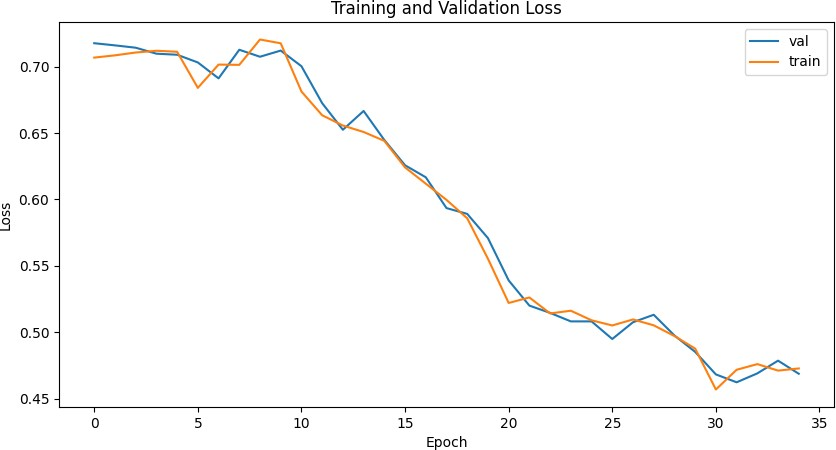 Training and Validation Loss
val
train
0.70
0.65
0.60
0.55
0.50
0.45
Loss
0 5 10 15 20 25 30 35
Epoch